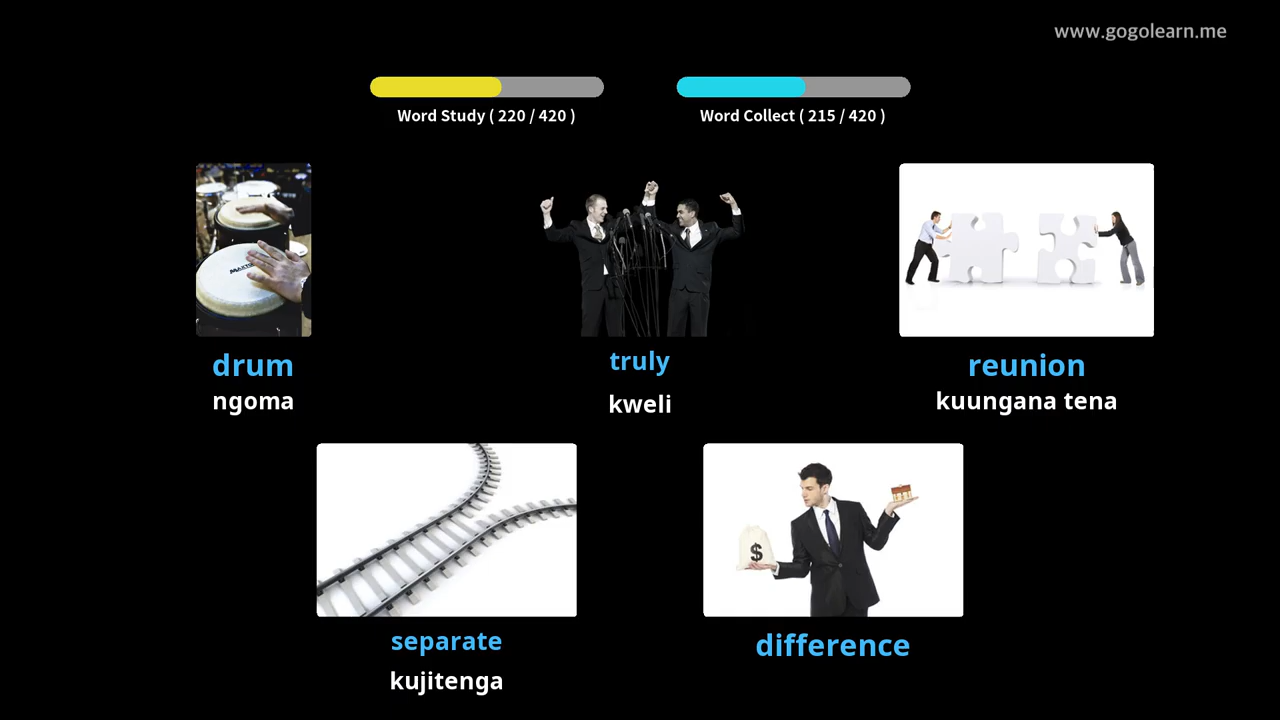 www.gogolearn.me
Word Study ( 220 / 420 )
Word Collect ( 215 / 420 )
drum
ngoma
truly
kweli
reunion
kuungana tena
$
separate
kujitenga
difference